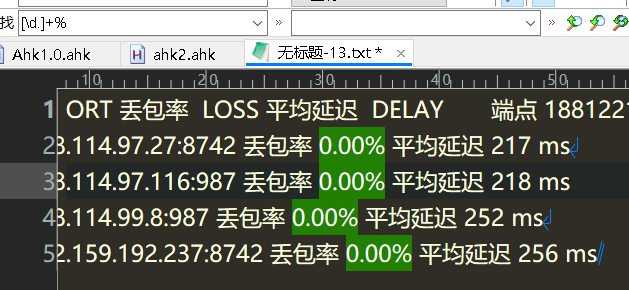 找 [\d.]+%
Ahk1.0.ahk ahk2.ahk 无标题-13.txt *
10 20 30 40 50
1 ORT 丢包率 LOSS 平均延迟 DELAY 端点 1881221
2 3.114.97.27:8742 丢包率 0.00% 平均延迟 217 ms
3 3.114.97.116:987 丢包率 0.00% 平均延迟 218 ms
4 3.114.99.8:987 丢包率 0.00% 平均延迟 252 ms
5 2.159.192.237:8742 丢包率 0.00% 平均延迟 256 ms